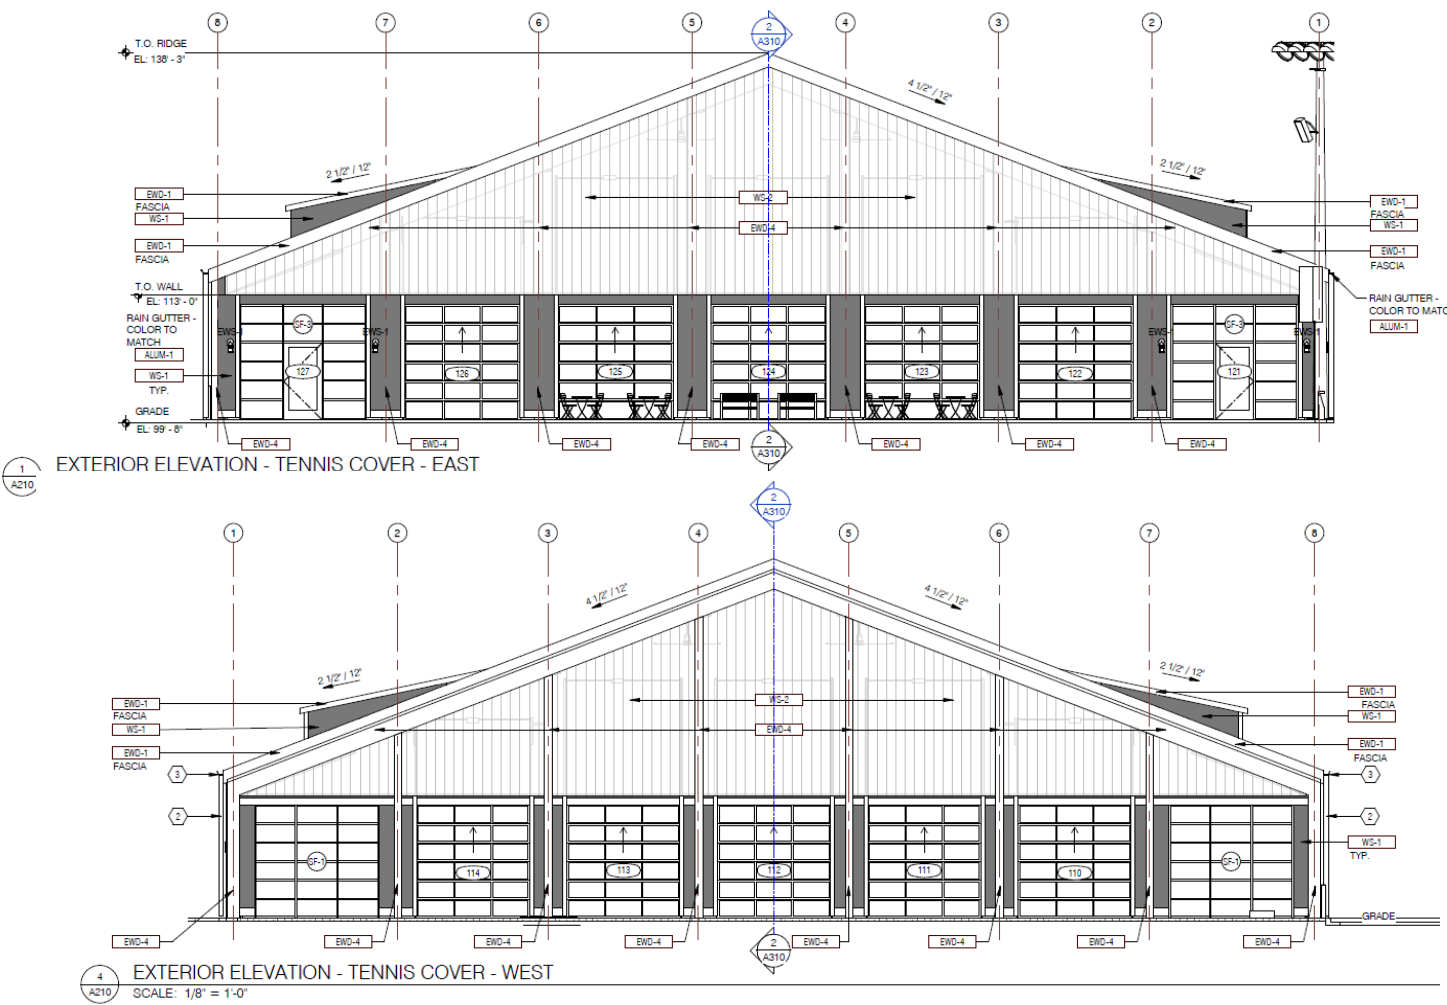 8 7 6 5 4 3 2 1
2
A310
T.O. RIDGE
EL: 138' - 3"
4 1/2" / 12"
2 1/2" / 12"
2 1/2" / 12"
EWD-1
FASCIA
WS-1
EWD-1
FASCIA
WS-2
EWD-4
EWD-1
FASCIA
WS-1
EWD-1
FASCIA
T.O. WALL
EL: 113' - 0"
RAIN GUTTER -
COLOR TO
MATCH
ALUM-1
WS-1
TYP.
RAIN GUTTER -
COLOR TO MATC
ALUM-1
SF-3
SF-3
127 126 125 124 123 122 121
GRADE
EL: 99' - 8"
EWD-4 EWD-4 EWD-4 EWD-4 EWD-4 EWD-4 EWD-4
2
A310
1
A210
EXTERIOR ELEVATION - TENNIS COVER - EAST
2
A310
1 2 3 4 5 6 7 8
4 1/2" / 12"
4 1/2" / 12"
2 1/2" / 12"
2 1/2" / 12"
EWD-1
FASCIA
WS-1
EWD-1
FASCIA
3
2
WS-2
EWD-4
EWD-1
FASCIA
WS-1
EWD-1
FASCIA
3
2
WS-1
TYP.
SF-1
114 113 112 111 110
SF-1
GRADE
EWD-4 EWD-4 EWD-4 EWD-4 EWD-4 EWD-4 EWD-4 EWD-4
2
A310
4
A210
EXTERIOR ELEVATION - TENNIS COVER - WEST
SCALE: 1/8" = 1'-0"